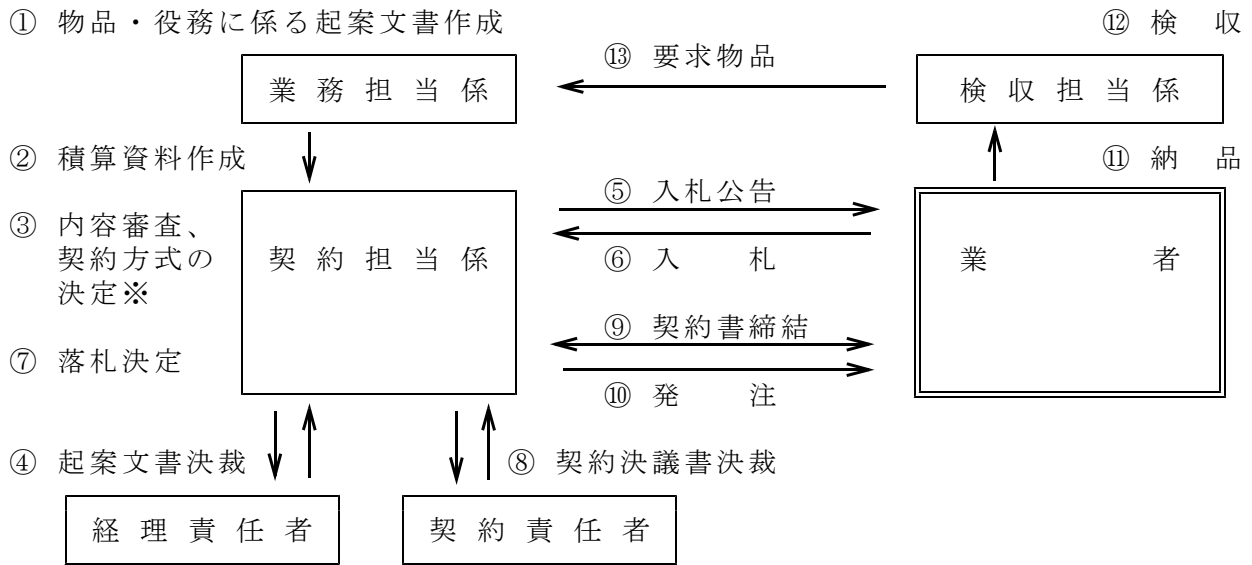 ① 物品・役務に係る起案文書作成
⑫ 検　収
⑬ 要求物品
業務担当係
検収担当係
② 積算資料作成
⑪ 納　品
⑤ 入札公告
③ 内容審査、
契約方式の
決定※
契約担当係
⑥ 入　札
業　者
⑨ 契約書締結
⑦ 落札決定
⑩ 発　注
④ 起案文書決裁
⑧ 契約決議書決裁
経理責任者
契約責任者